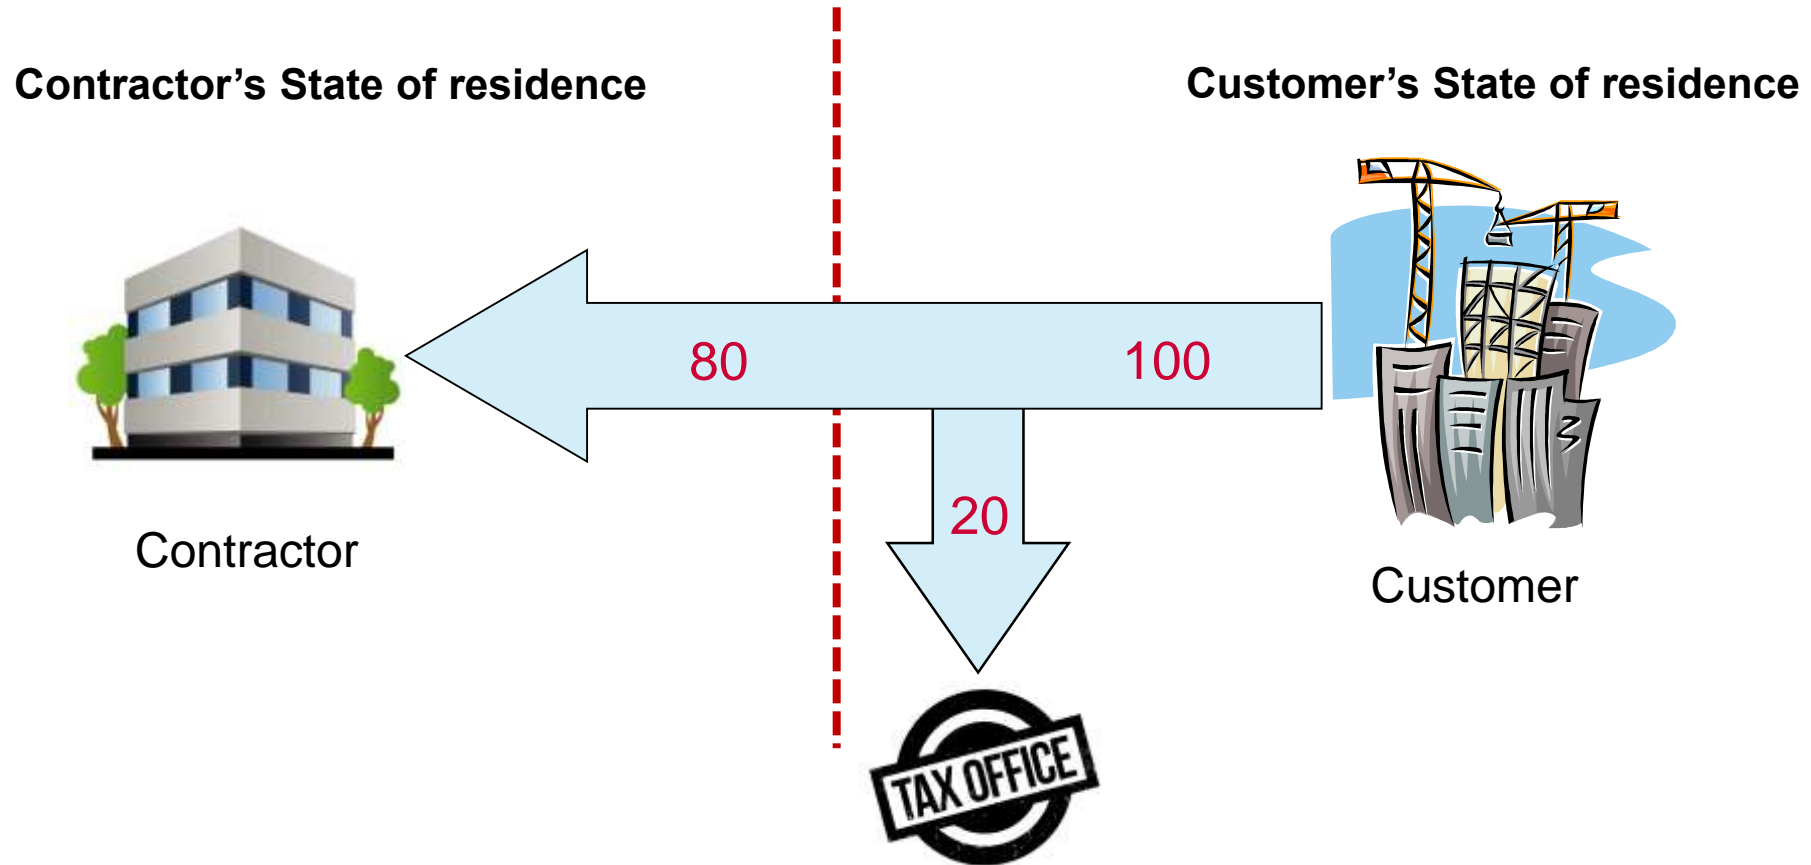 Contractor’s State of residence
Customer’s State of residence
80
100
20
Contractor
Customer
TAX OFFICE